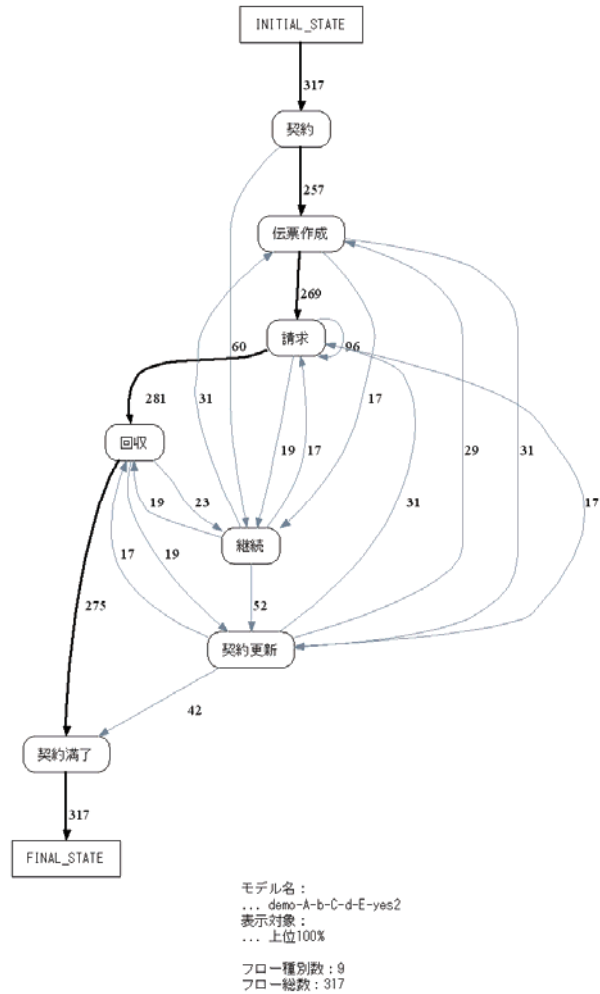 INITIAL_STATE
317
契約
257
伝票作成
269
請求
96
60
281
31
17
回収
19
17
29
31
31
17
19
23
継続
17
19
52
275
契約更新
42
契約満了
317
FINAL_STATE
モデル名：
... demo-A-b-C-d-E-yes2
表示対象：
... 上位100%
フロー種別数：9
フロー総数：317